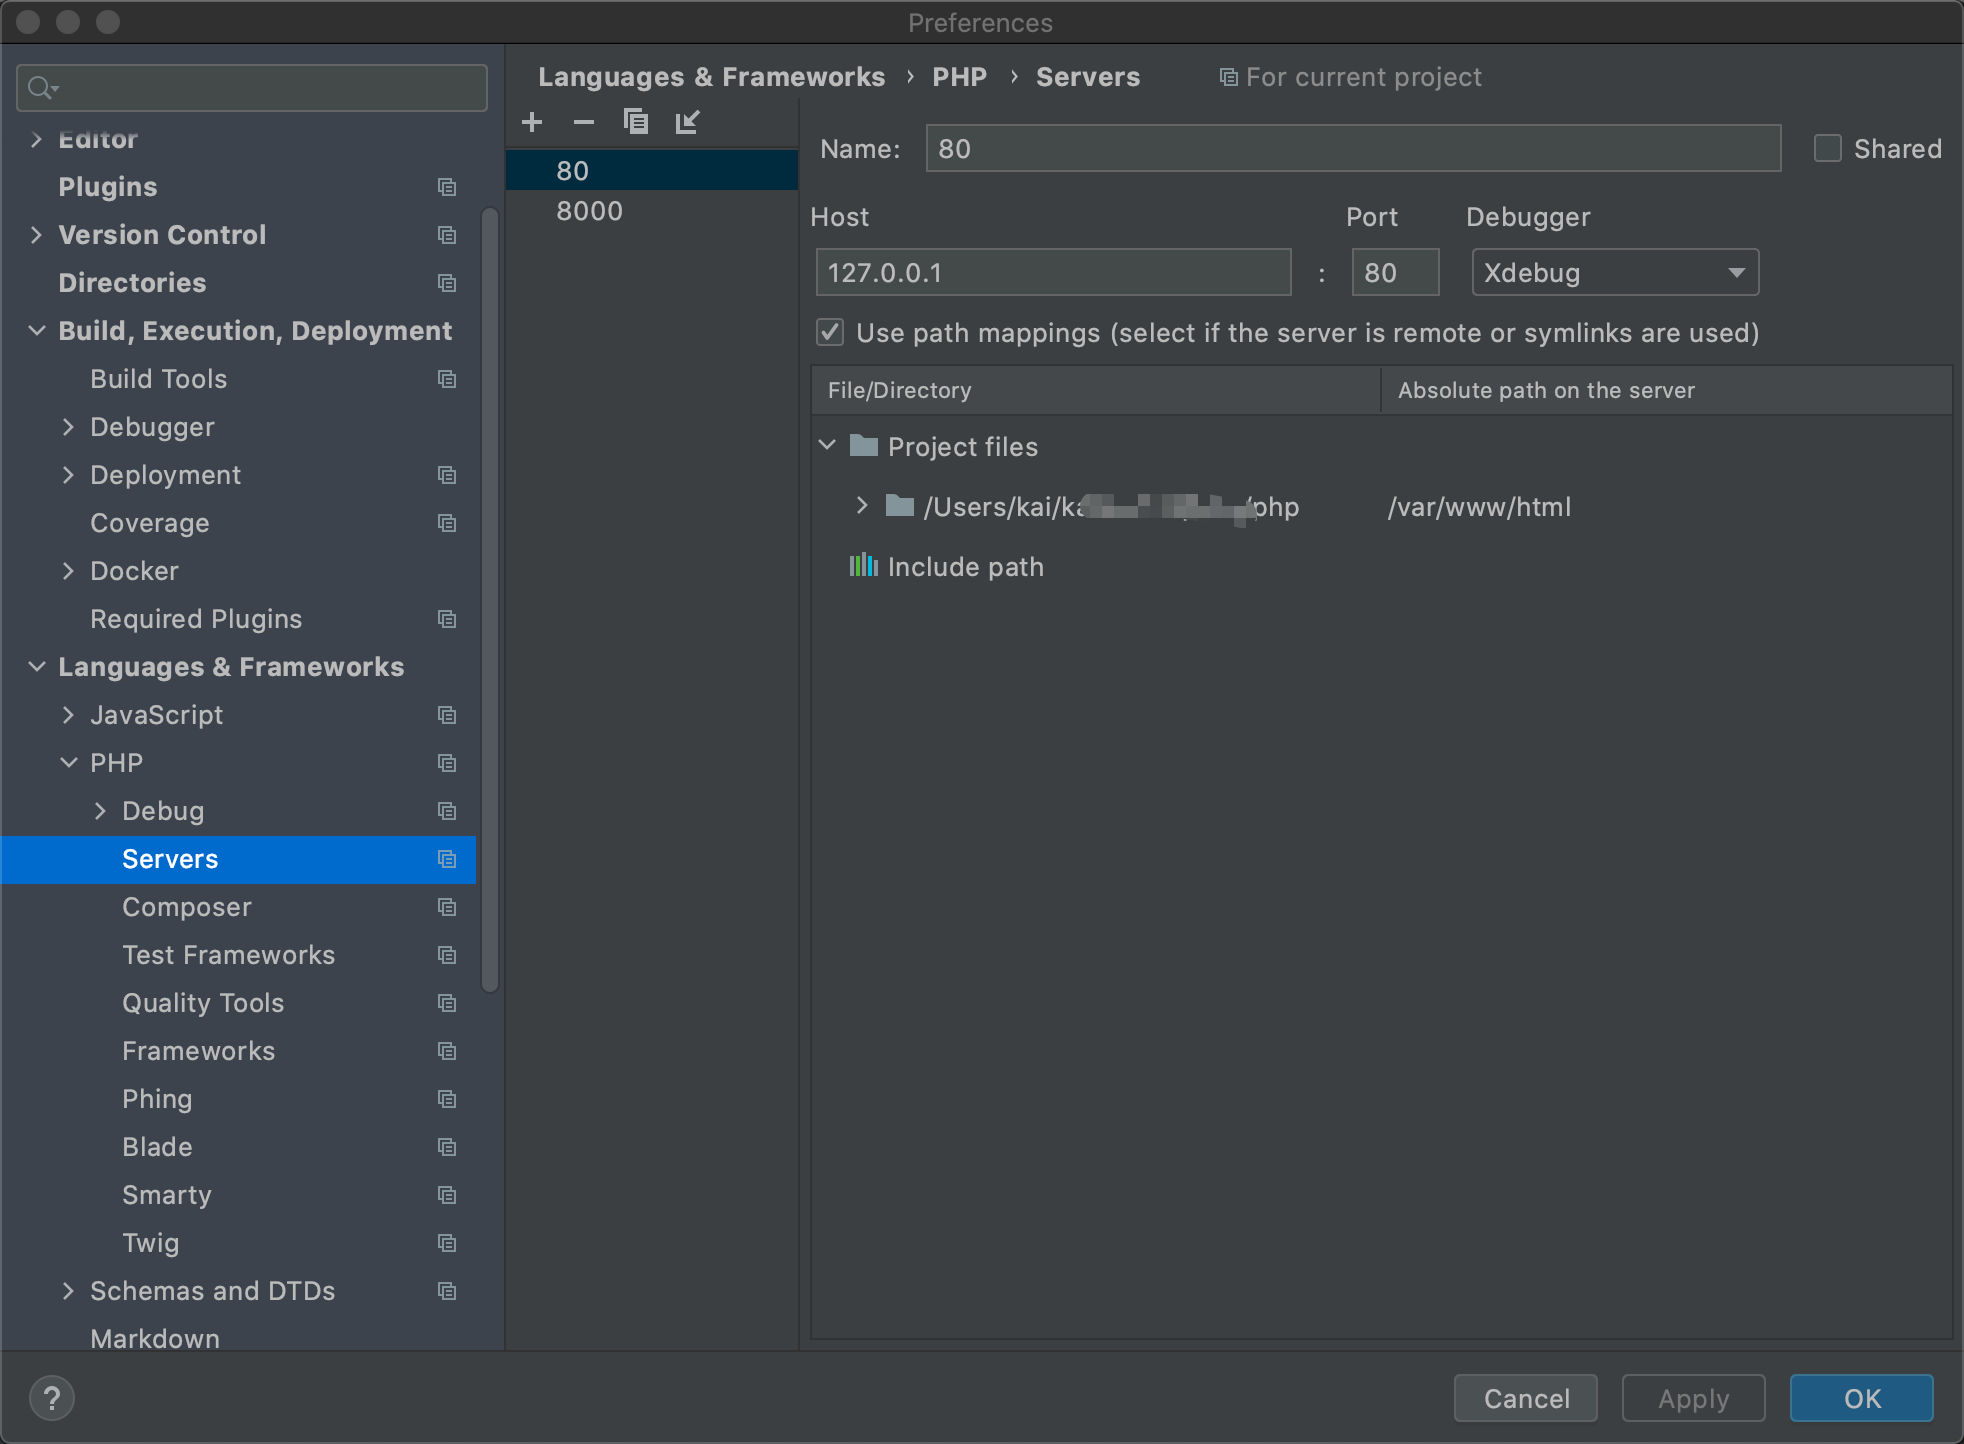 Preferences
Editor
Plugins
Version Control
Directories
Build, Execution, Deployment
Build Tools
Debugger
Deployment
Coverage
Docker
Required Plugins
Languages & Frameworks
JavaScript
PHP
Debug
Servers
Composer
Test Frameworks
Quality Tools
Frameworks
Phing
Blade
Smarty
Twig
Schemas and DTDs
Markdown
Languages & Frameworks › PHP › Servers For current project
80
8000
Name: 80 Shared
Host Port Debugger
127.0.0.1 : 80 Xdebug
Use path mappings (select if the server is remote or symlinks are used)
File/Directory Absolute path on the server
Project files
/Users/kai/ /php /var/www/html
Include path
? Cancel Apply OK